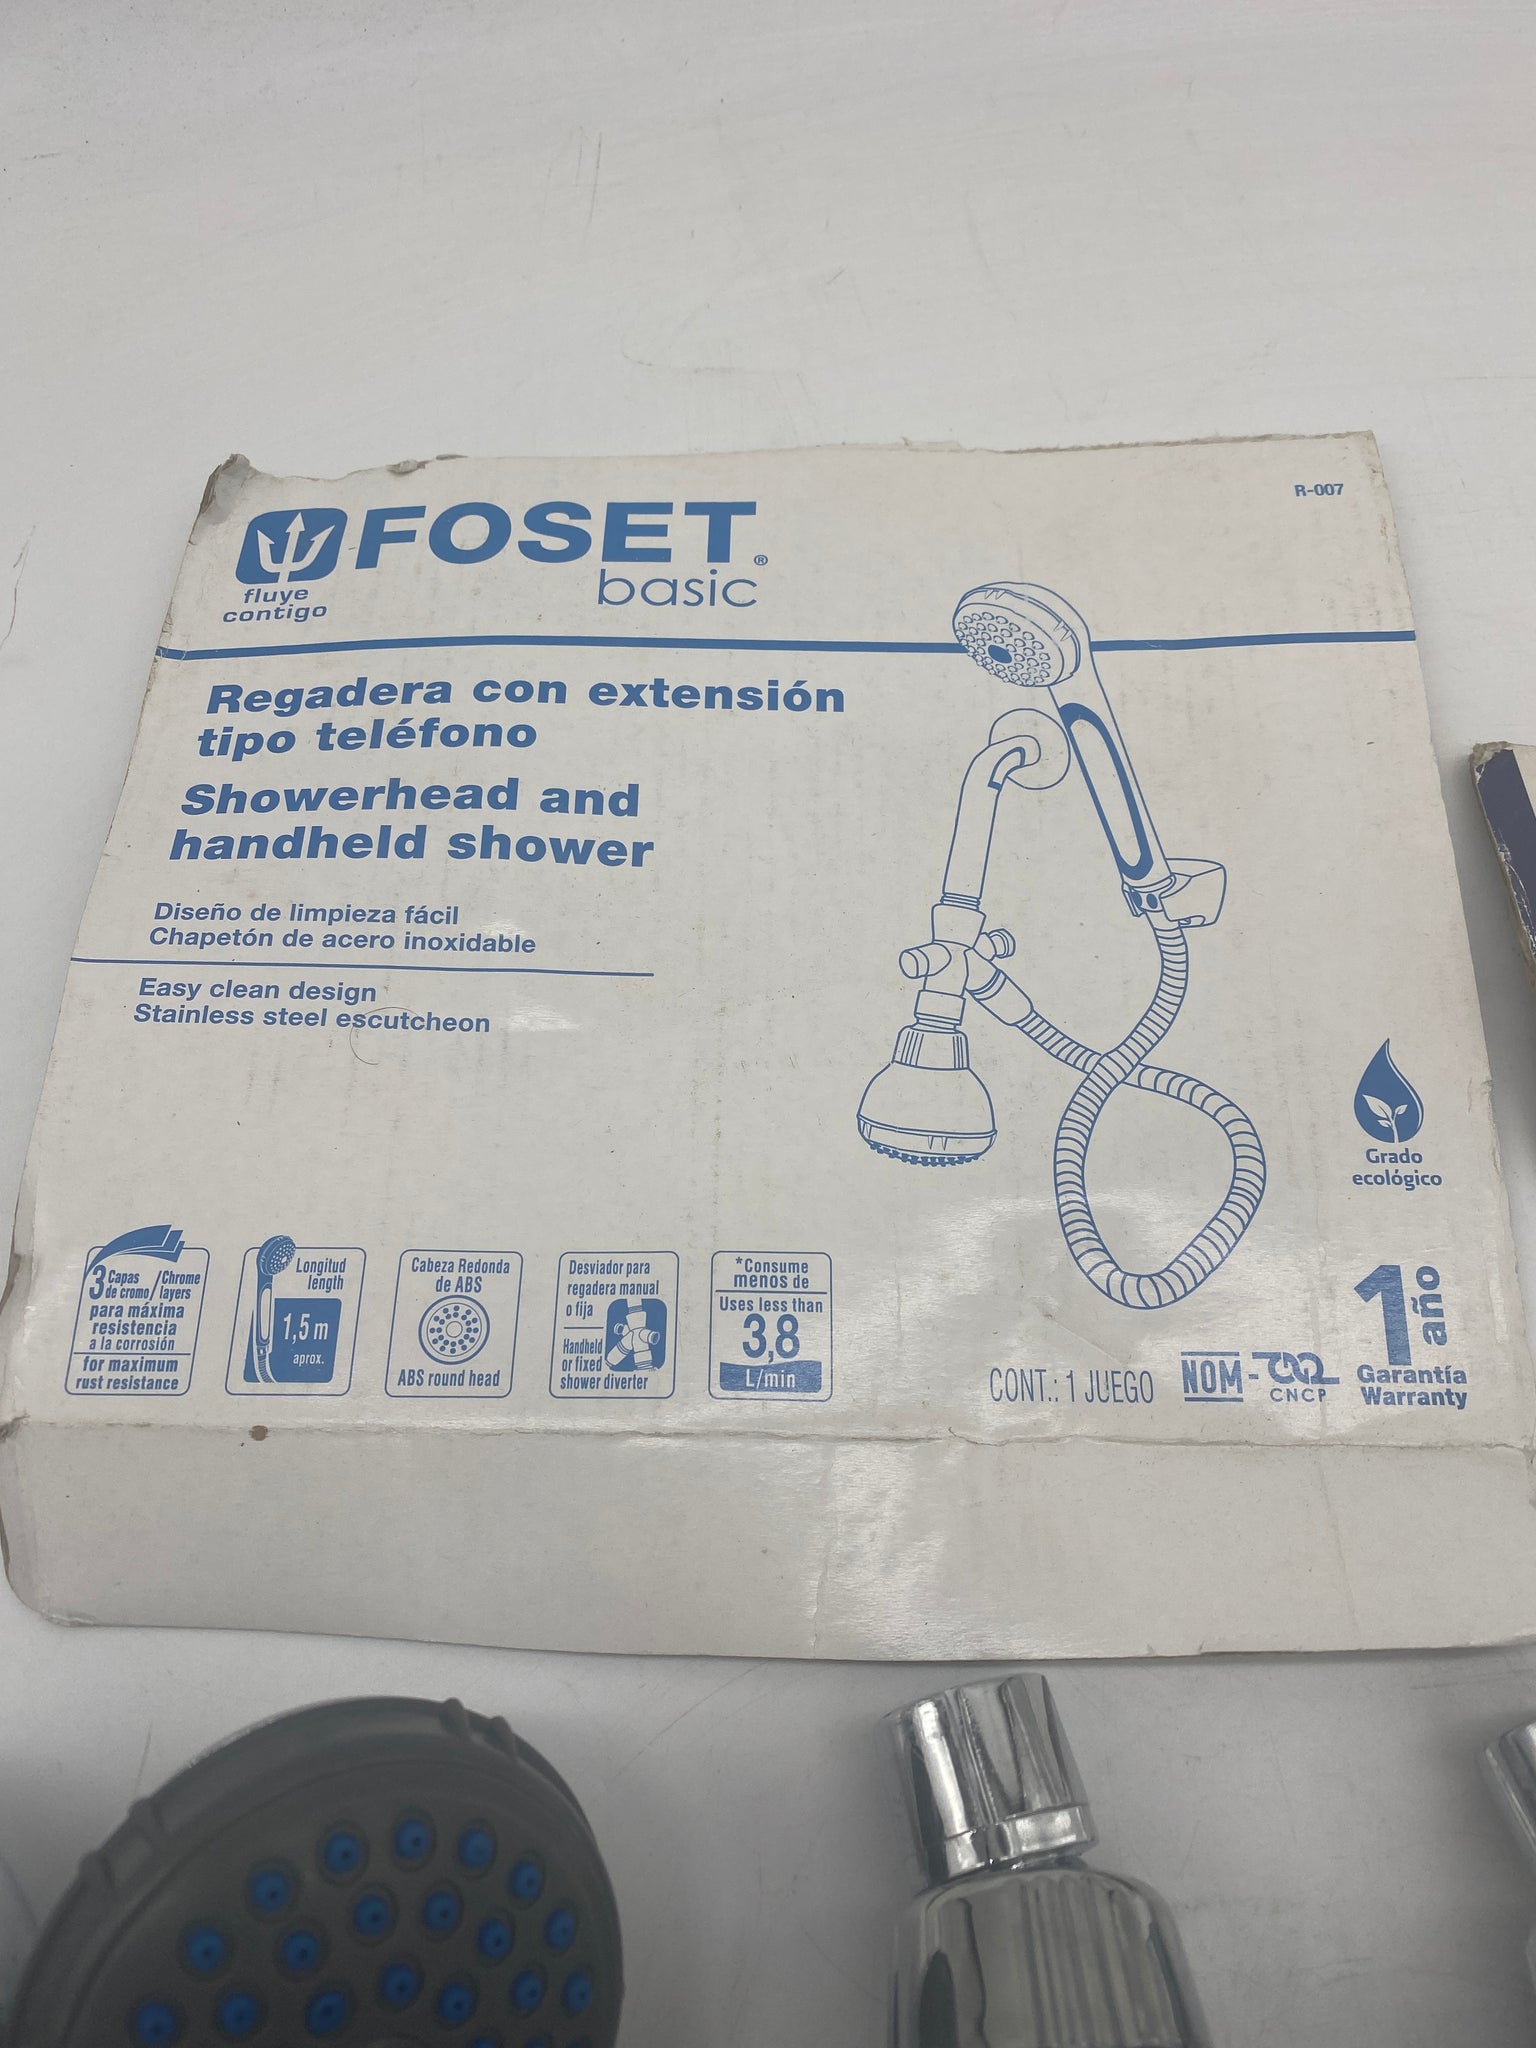 R-007
FOSET®
basic
fluye
contigo
Regadera con extensión
tipo teléfono
Showerhead and
handheld shower
Diseño de limpieza fácil
Chapetón de acero inoxidable
Easy clean design
Stainless steel escutcheon
Grado
ecológico
3 Capas de cromo / Chrome layers
para máxima
resistencia
a la corrosión
for maximum
rust resistance
Longitud
length
1,5 m
aprox.
Cabeza Redonda
de ABS
ABS round head
Desviador para
regadera manual
o fija
Handheld
or fixed
shower diverter
*Consume
menos de
Uses less than
3,8
L/min
CONT.: 1 JUEGO
NOM-
CNCP
1 año
Garantía
Warranty